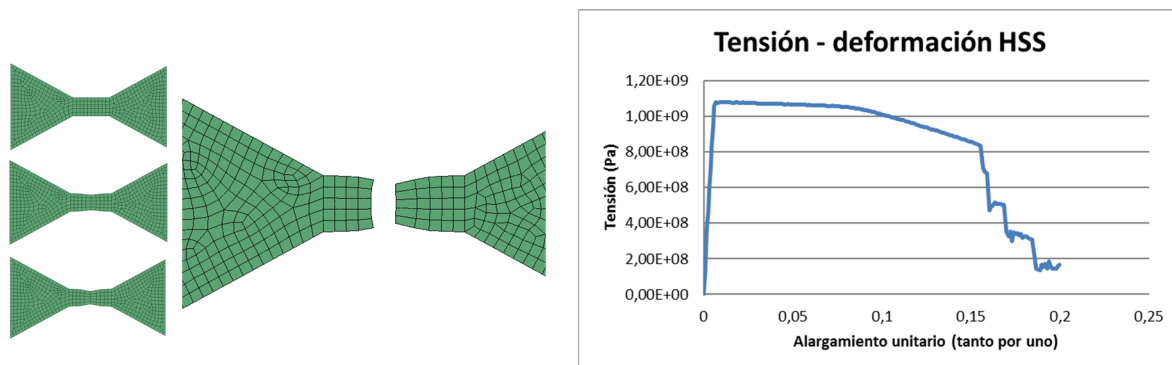 Tensión - deformación HSS
1,20E+09
1,00E+09
8,00E+08
6,00E+08
4,00E+08
2,00E+08
0,00E+00
Tensión (Pa)
0 0,05 0,1 0,15 0,2 0,25
Alargamiento unitario (tanto por uno)